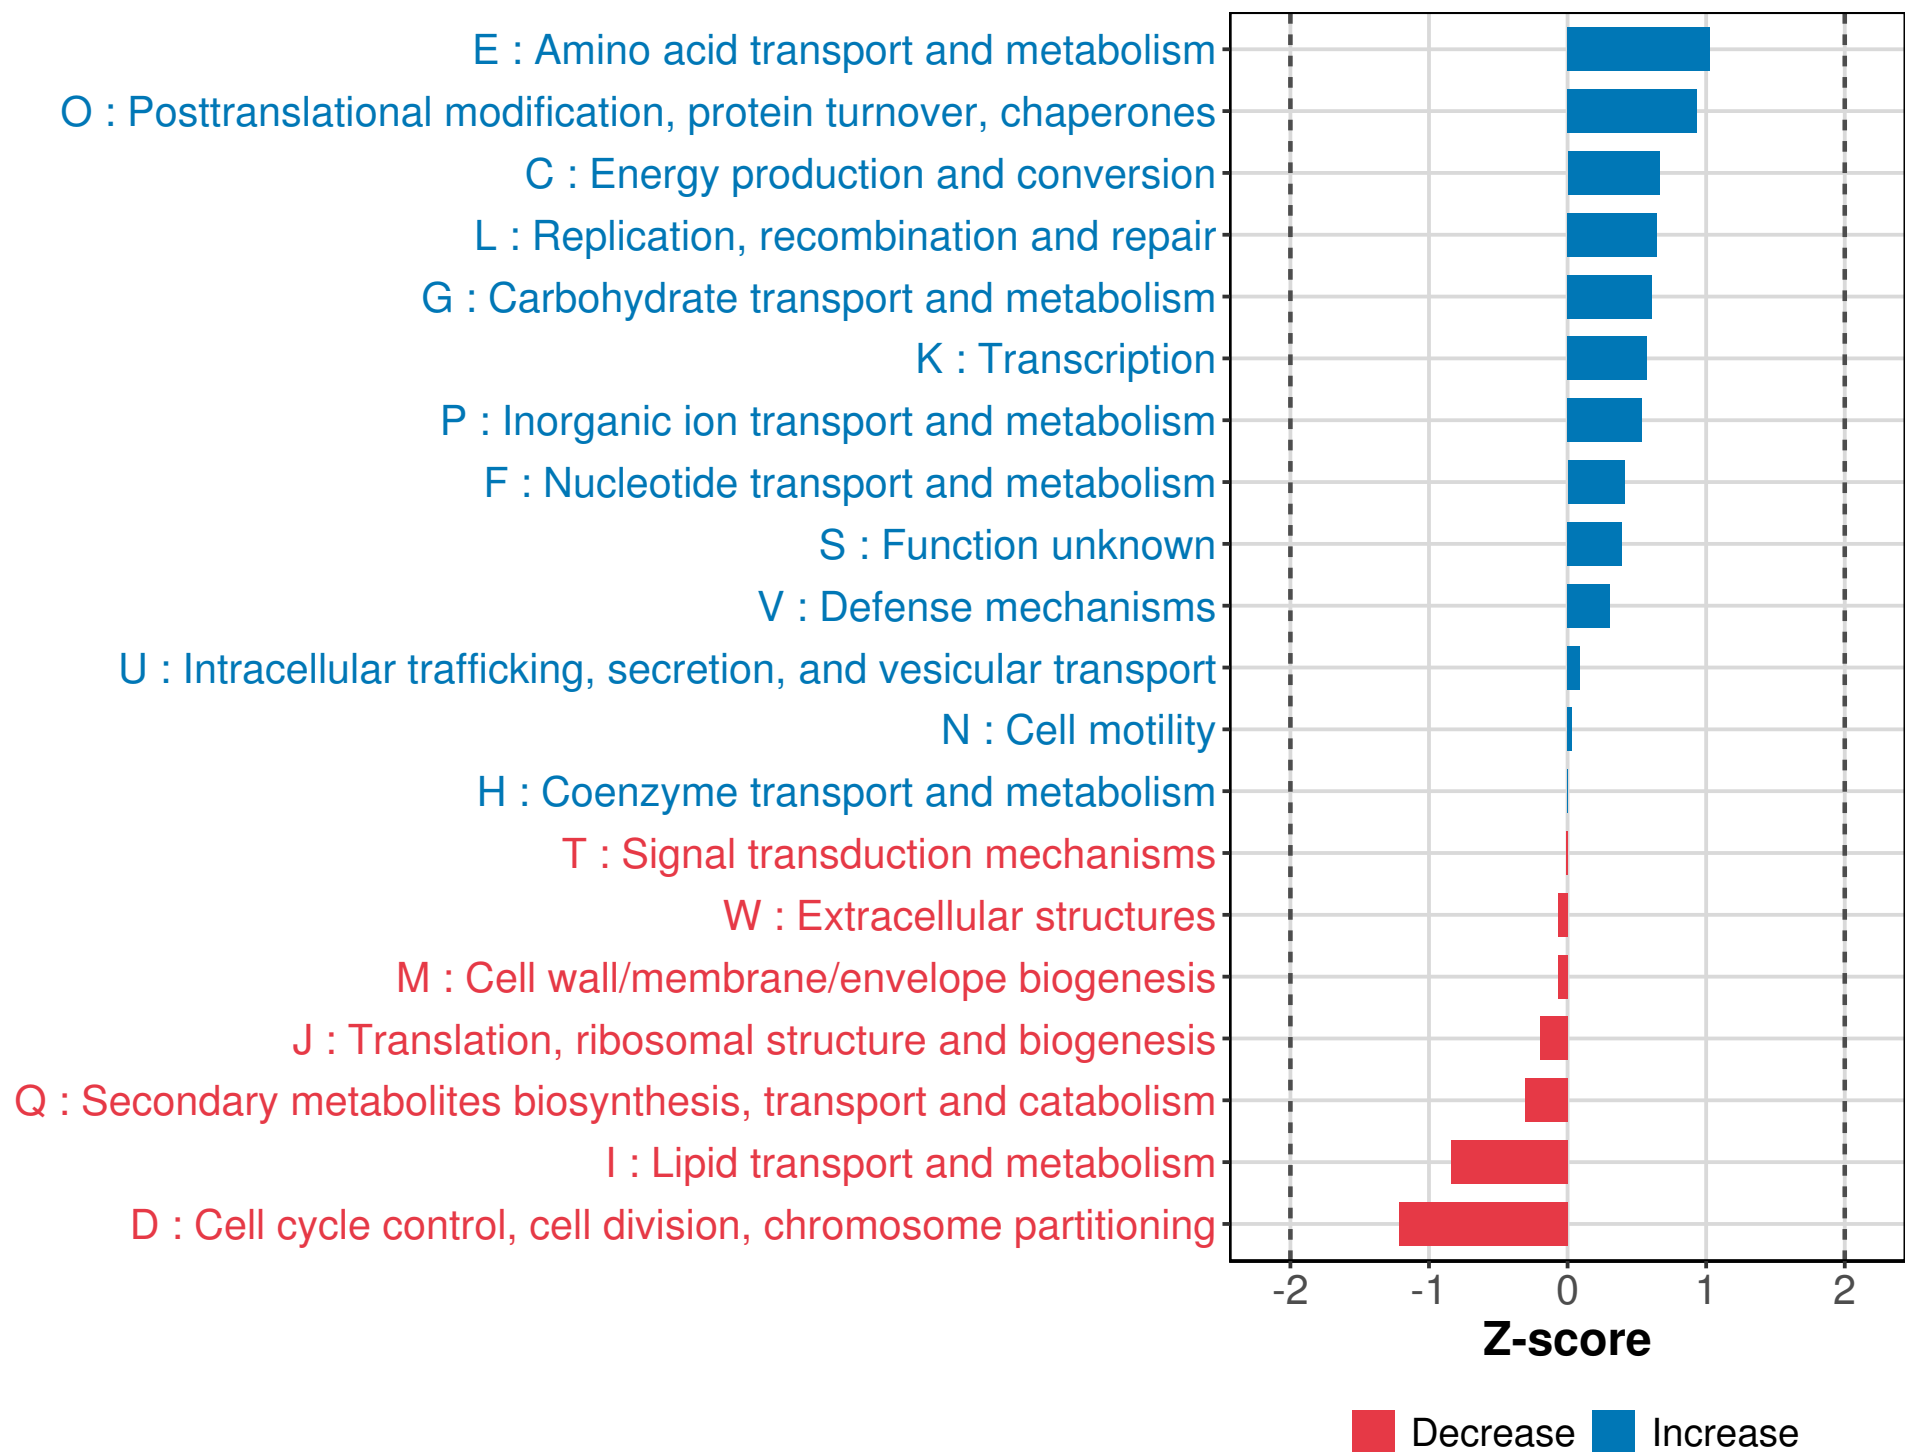 E : Amino acid transport and metabolism
O : Posttranslational modification, protein turnover, chaperones
C : Energy production and conversion
L : Replication, recombination and repair
G : Carbohydrate transport and metabolism
K : Transcription
P : Inorganic ion transport and metabolism
F : Nucleotide transport and metabolism
S : Function unknown
V : Defense mechanisms
U : Intracellular trafficking, secretion, and vesicular transport
N : Cell motility
H : Coenzyme transport and metabolism
T : Signal transduction mechanisms
W : Extracellular structures
M : Cell wall/membrane/envelope biogenesis
J : Translation, ribosomal structure and biogenesis
Q : Secondary metabolites biosynthesis, transport and catabolism
I : Lipid transport and metabolism
D : Cell cycle control, cell division, chromosome partitioning
-2 -1 0 1 2
Z-score
Decrease Increase